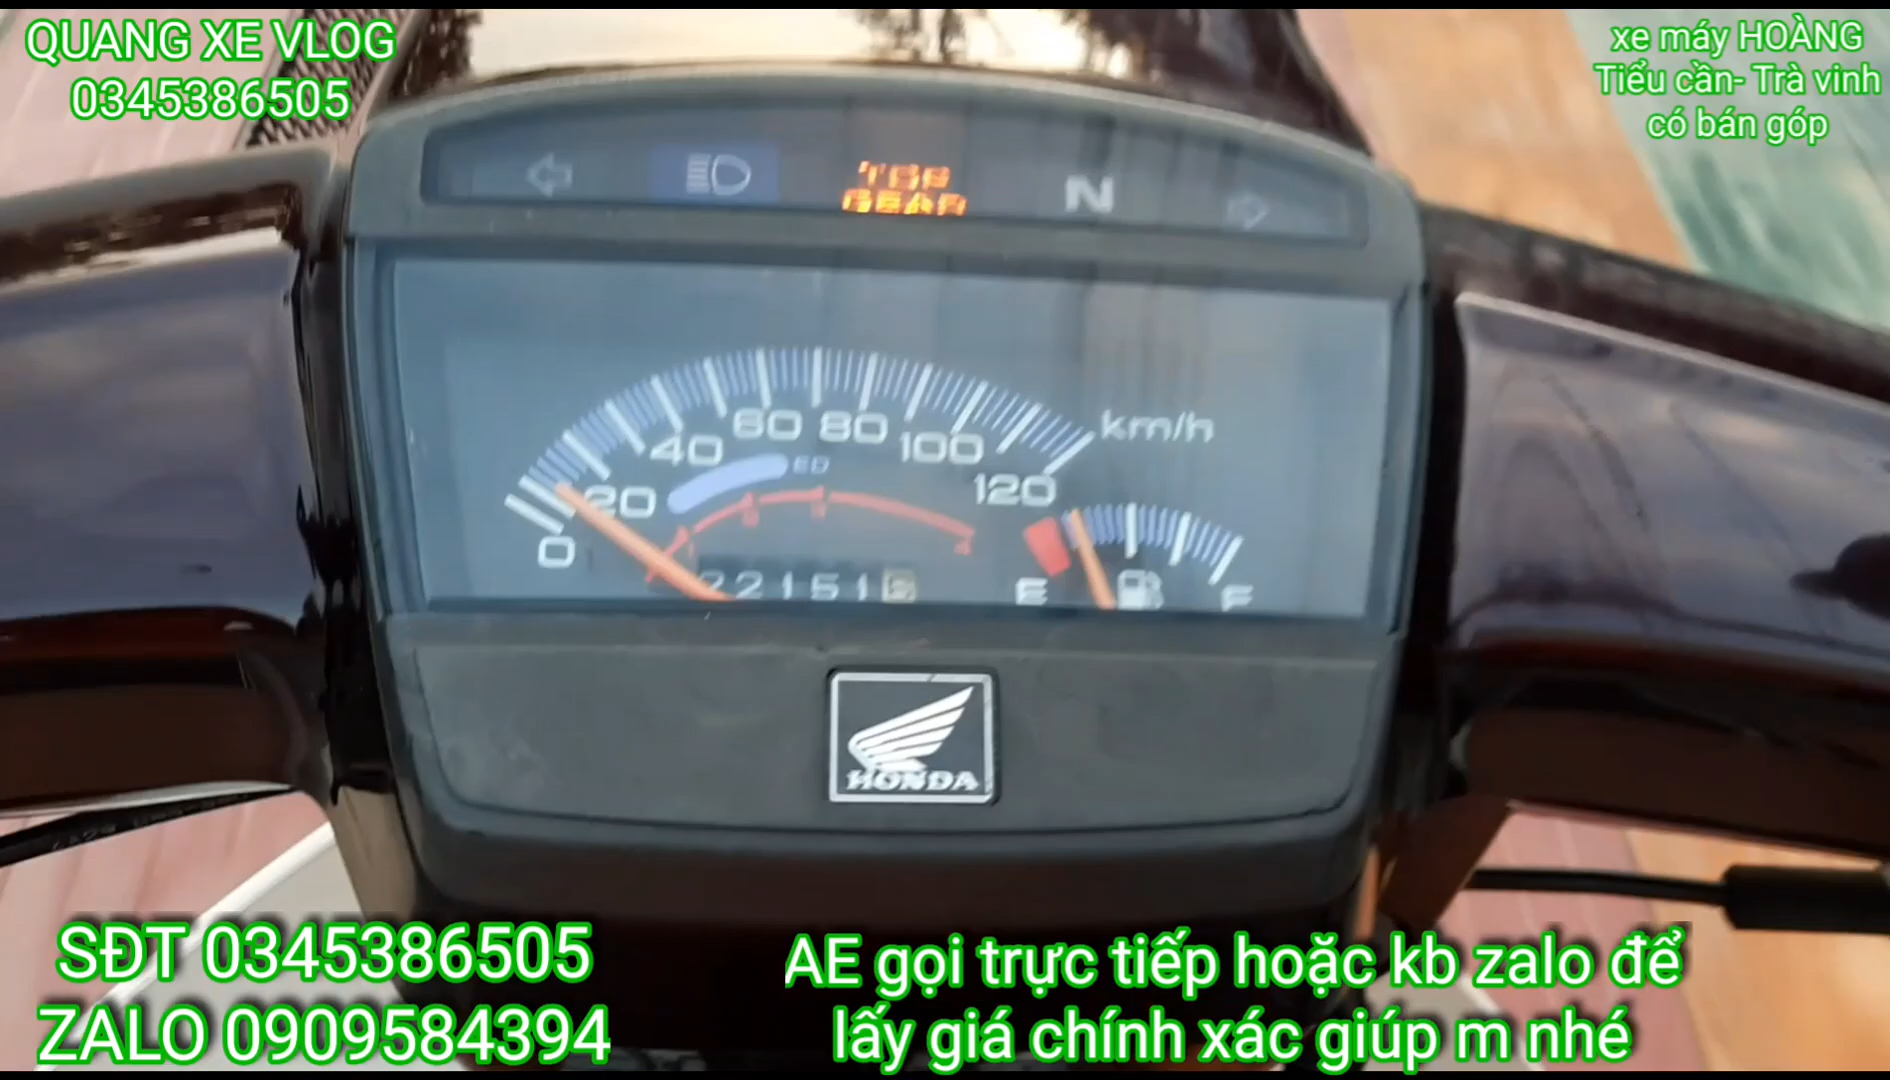 QUANG XE VLOG
0345386505
xe máy HOÀNG
Tiểu cần- Trà vinh
có bán góp
TOP
GEAR
N
km/h
0
20
40
60
80
100
120
22151
E
F
HONDA
SĐT 0345386505
ZALO 0909584394
AE gọi trực tiếp hoặc kb zalo để
lấy giá chính xác giúp m nhé